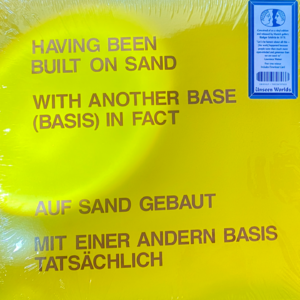 HAVING BEEN
BUILT ON SAND
WITH ANOTHER BASE
(BASIS) IN FACT
AUF SAND GEBAUT
MIT EINER ANDERN BASIS
TATSÄCHLICH
Unseen Worlds